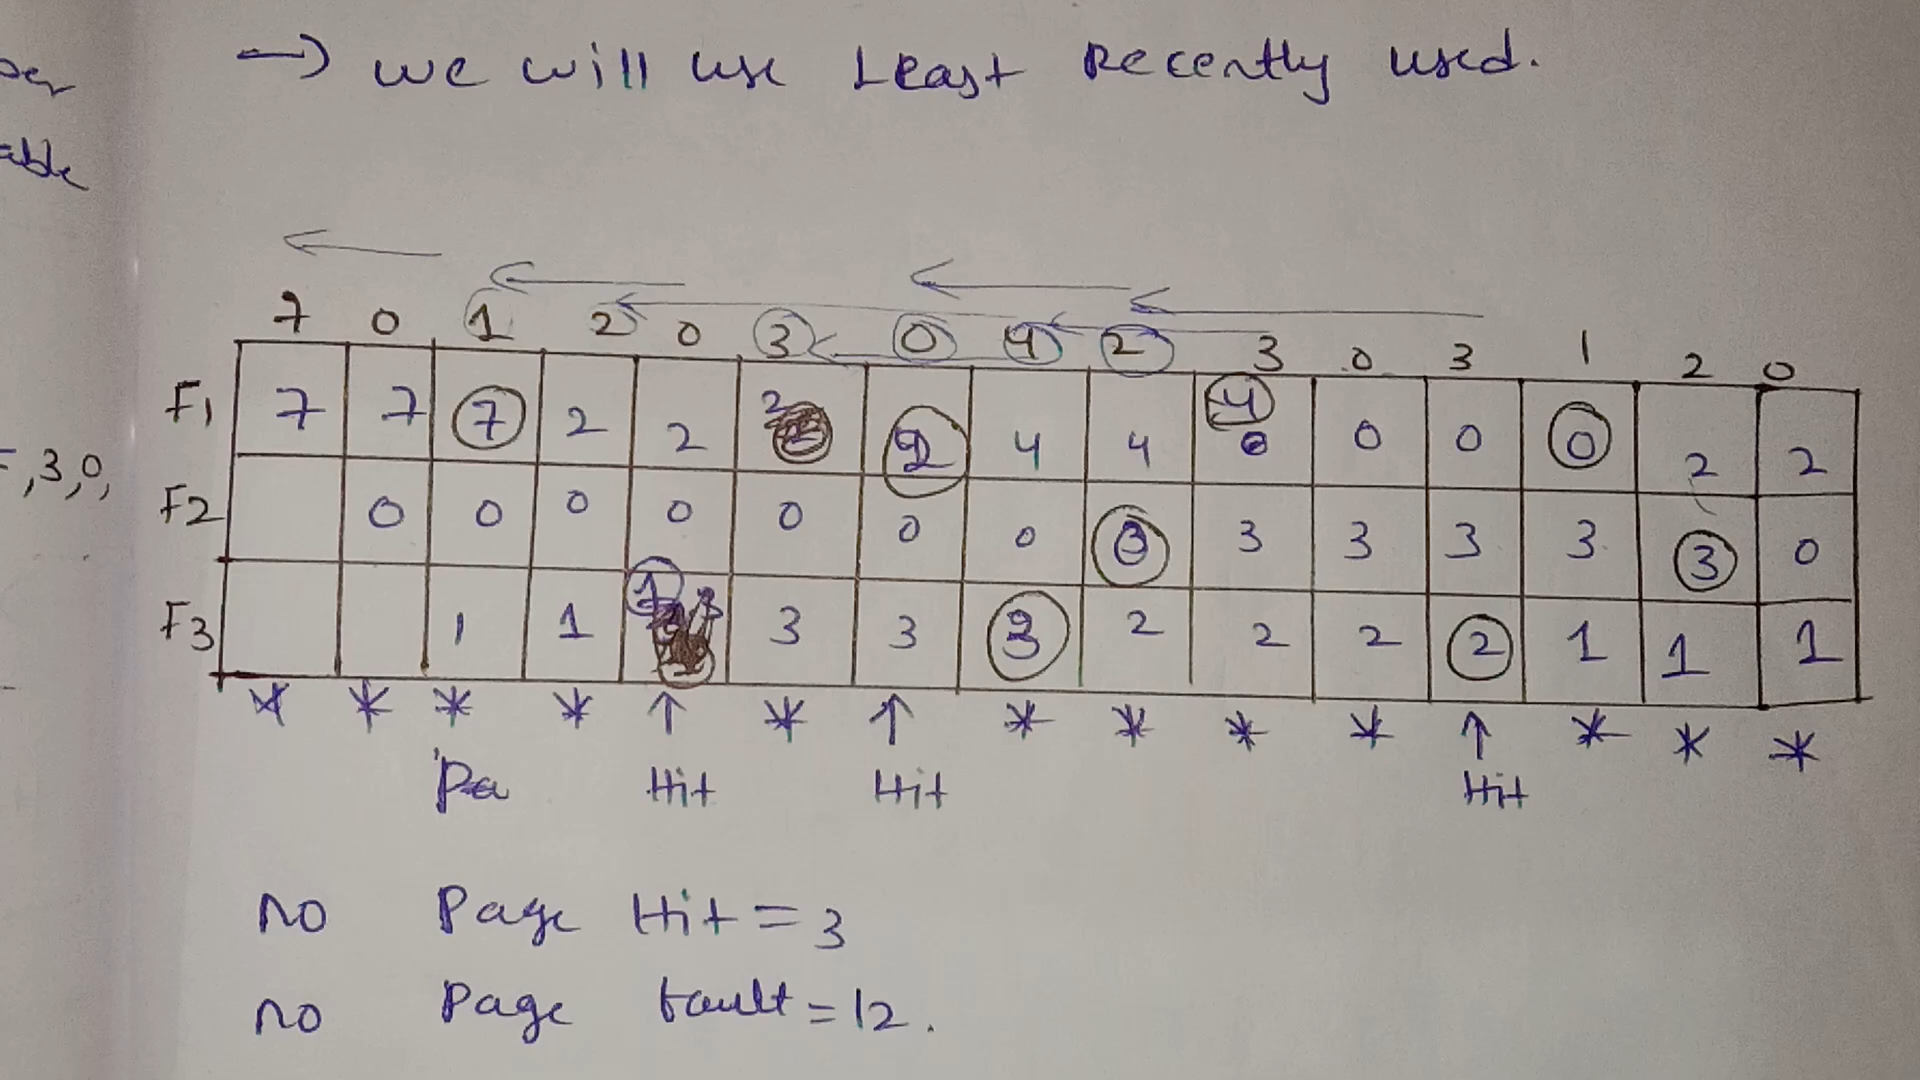 → we will use Least Recently used.
able
,3,0,
7 0 1 2 0 3 0 4 2 3 0 3 1 2 0
F1 7 7 7 2 2 2 2 4 4 4 0 0 0 0 2 2
F2 0 0 0 0 0 0 0 3 3 3 3 3 0
F3 1 1 1 3 3 3 2 2 2 2 1 1 1
* * * * ↑ * ↑ * * * * ↑ * * *
Pa Hit Hit Hit
no Page Hit = 3
no Page fault = 12.